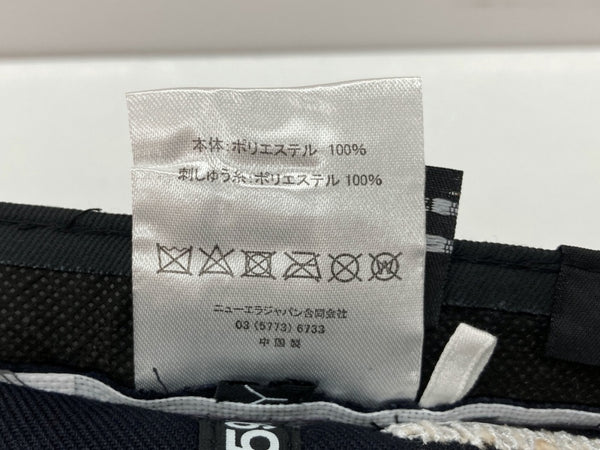 本体：ポリエステル 100%
刺しゅう糸：ポリエステル 100%
ニューエラジャパン合同会社
03 (5773) 6733
中国製
Y
59